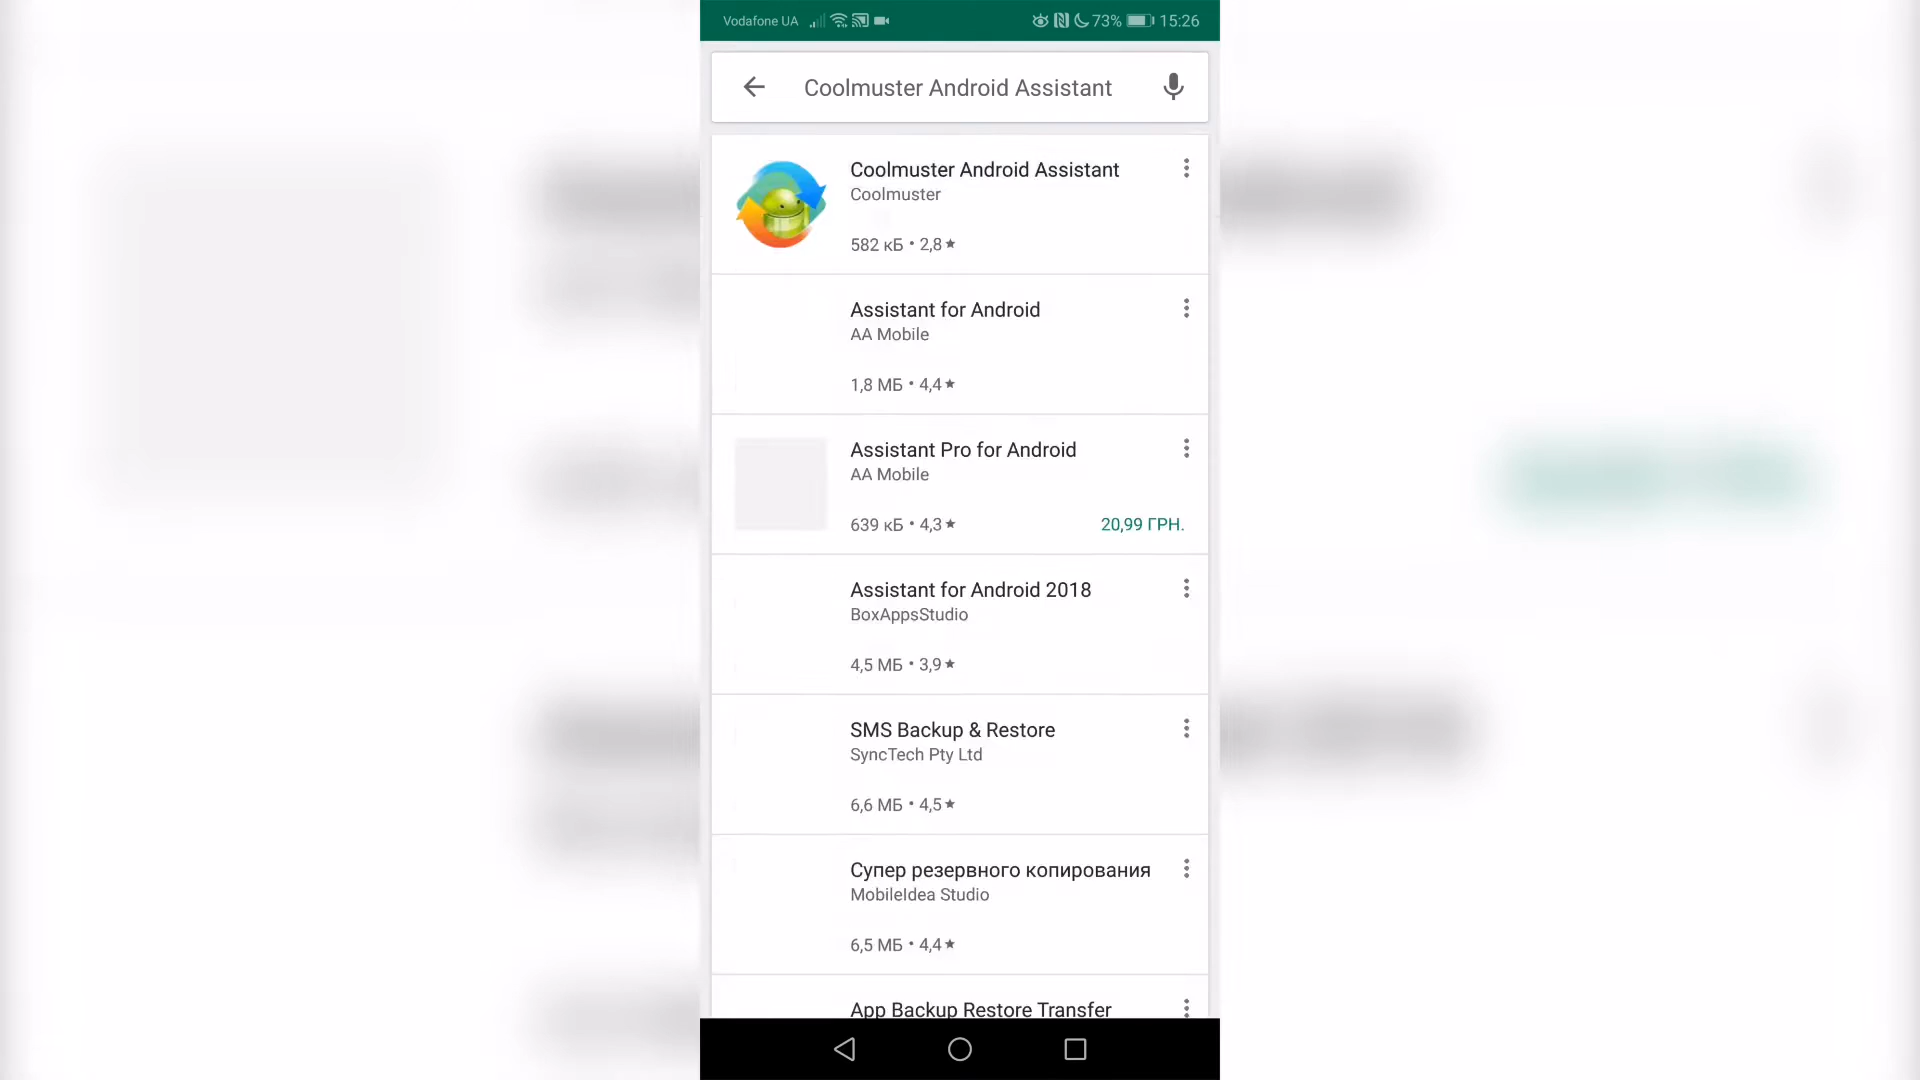 Vodafone UA 73% 15:26
Coolmuster Android Assistant
Coolmuster Android Assistant
Coolmuster
582 кБ • 2,8★
Assistant for Android
AA Mobile
1,8 МБ • 4,4★
Assistant Pro for Android
AA Mobile
639 кБ • 4,3★ 20,99 ГРН.
Assistant for Android 2018
BoxAppsStudio
4,5 МБ • 3,9★
SMS Backup & Restore
SyncTech Pty Ltd
6,6 МБ • 4,5★
Супер резервного копирования
MobileIdea Studio
6,5 МБ • 4,4★
App Backup Restore Transfer